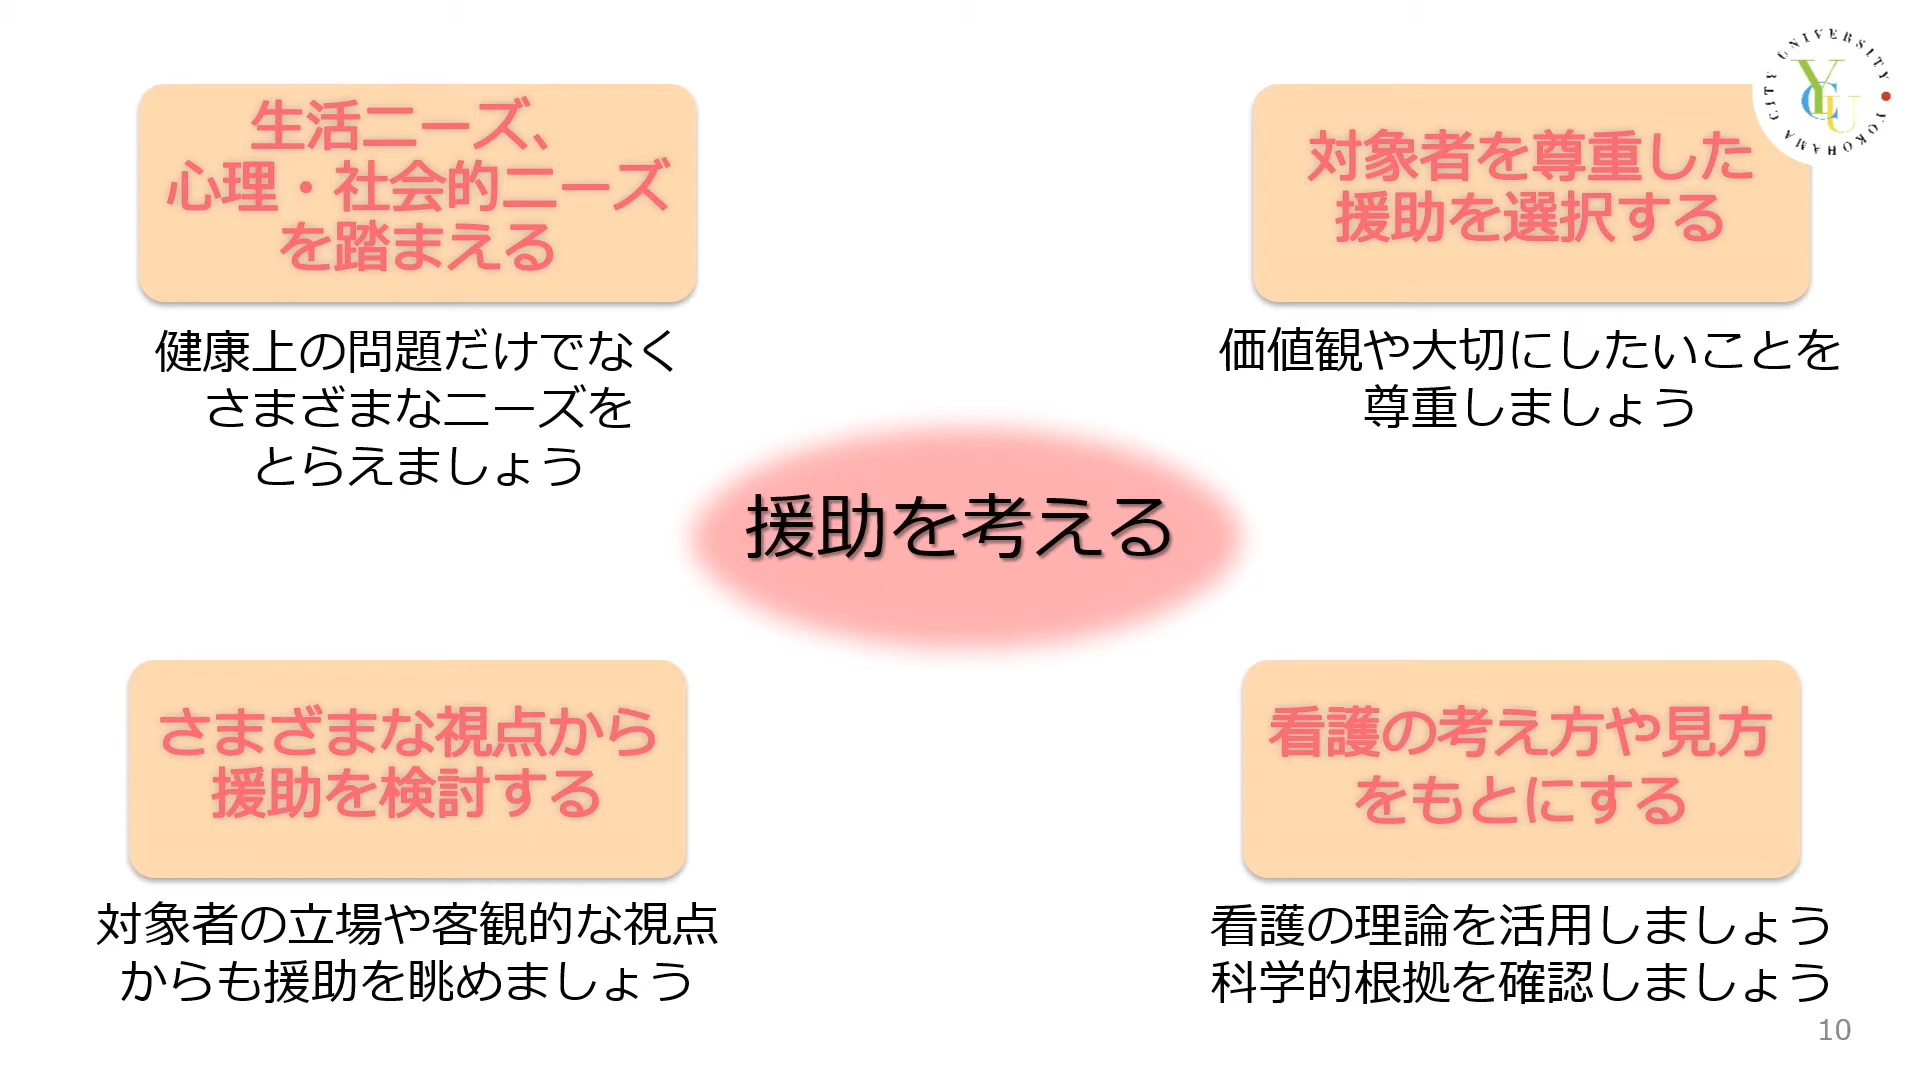 生活ニーズ、
心理・社会的ニーズ
を踏まえる
健康上の問題だけでなく
さまざまなニーズを
とらえましょう
対象者を尊重した
援助を選択する
価値観や大切にしたいことを
尊重しましょう
YOKOHAMA CITY UNIVERSITY
YCU
援助を考える
さまざまな視点から
援助を検討する
対象者の立場や客観的な視点
からも援助を眺めましょう
看護の考え方や見方
をもとにする
看護の理論を活用しましょう
科学的根拠を確認しましょう
10